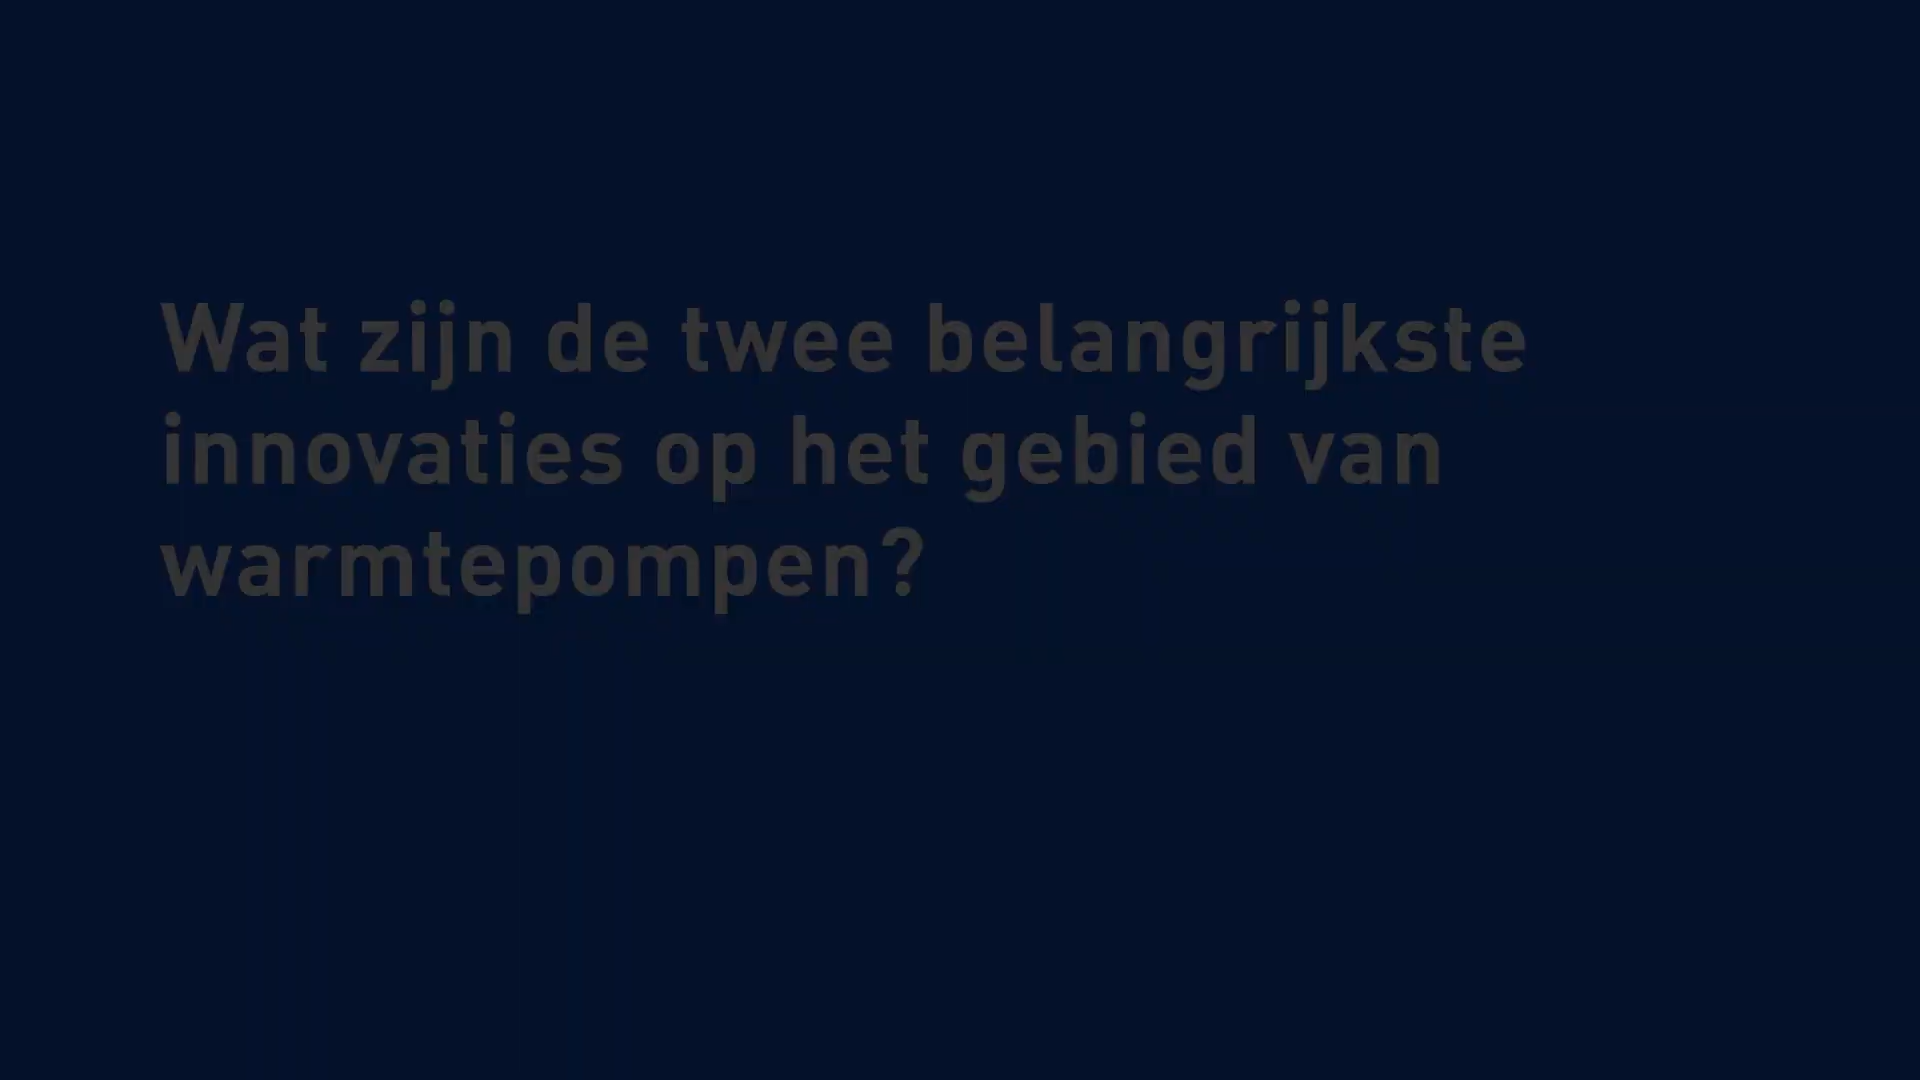 Wat zijn de twee belangrijkste
innovaties op het gebied van
warmtepompen?